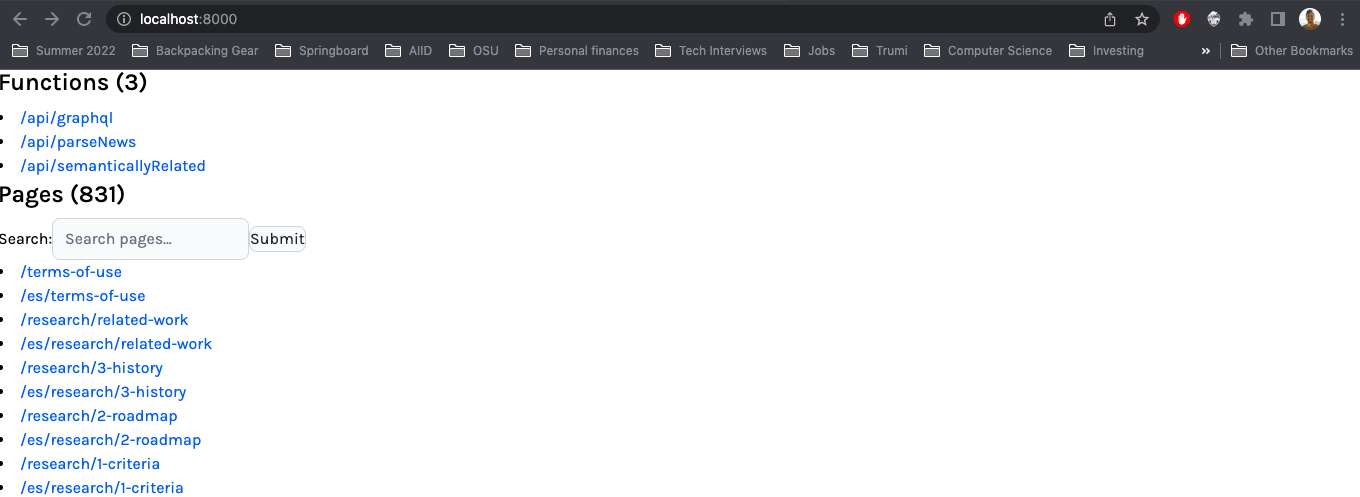 localhost:8000
Summer 2022 Backpacking Gear Springboard AIID OSU Personal finances Tech Interviews Jobs Trumi Computer Science Investing » Other Bookmarks
Functions (3)
/api/graphql
/api/parseNews
/api/semanticallyRelated
Pages (831)
Search: Search pages... Submit
/terms-of-use
/es/terms-of-use
/research/related-work
/es/research/related-work
/research/3-history
/es/research/3-history
/research/2-roadmap
/es/research/2-roadmap
/research/1-criteria
/es/research/1-criteria